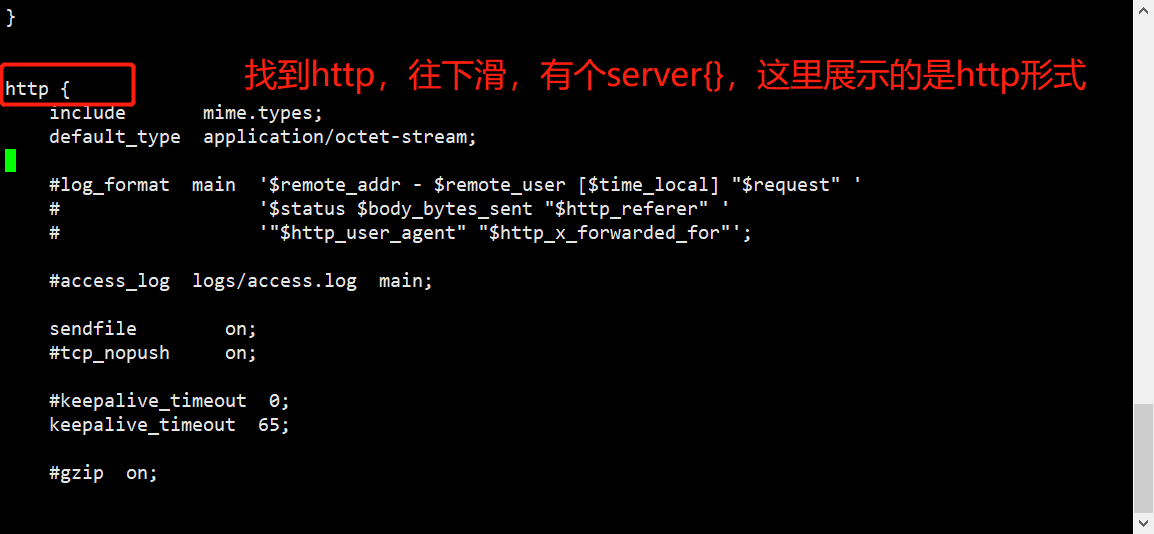 }
找到http，往下滑，有个server{}，这里展示的是http形式
http {
    include       mime.types;
    default_type  application/octet-stream;
    #log_format  main  '$remote_addr - $remote_user [$time_local] "$request" '
    #                  '$status $body_bytes_sent "$http_referer" '
    #                  '"$http_user_agent" "$http_x_forwarded_for"';
    #access_log  logs/access.log  main;
    sendfile        on;
    #tcp_nopush     on;
    #keepalive_timeout  0;
    keepalive_timeout  65;
    #gzip  on;